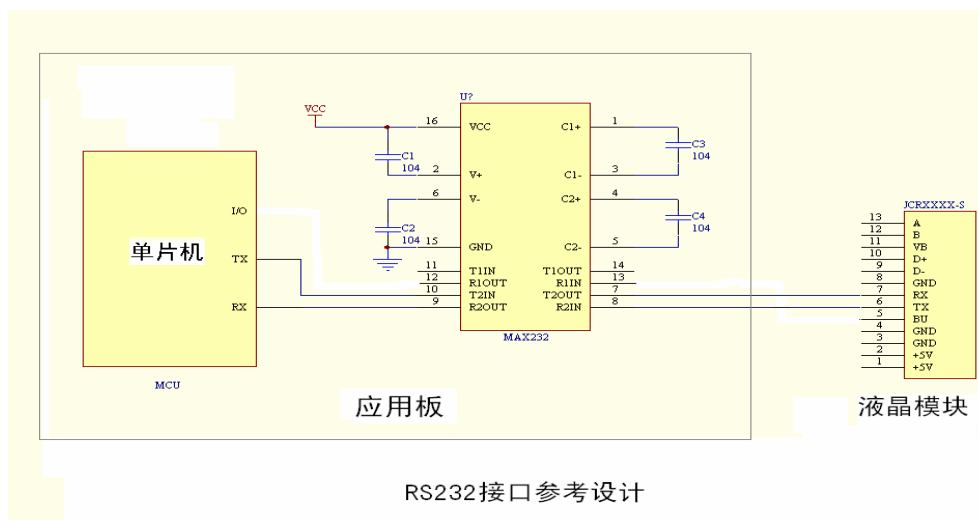 U?
VCC
16 VCC C1+ 1
C1 104
C3 104
2 V+ C1- 3
6 V- C2+ 4
C2 104
C4 104
15 GND C2- 5
11 T1IN T1OUT 14
12 R1OUT R1IN 13
10 T2IN T2OUT 7
9 R2OUT R2IN 8
MAX232
I/O
单片机
TX
RX
MCU
JCRXXXX-S
13 A
12 B
11 VB
10 D+
9 D-
8 GND
7 RX
6 TX
5 BU
4 GND
3 GND
2 +5V
1 +5V
应用板
液晶模块
RS232接口参考设计